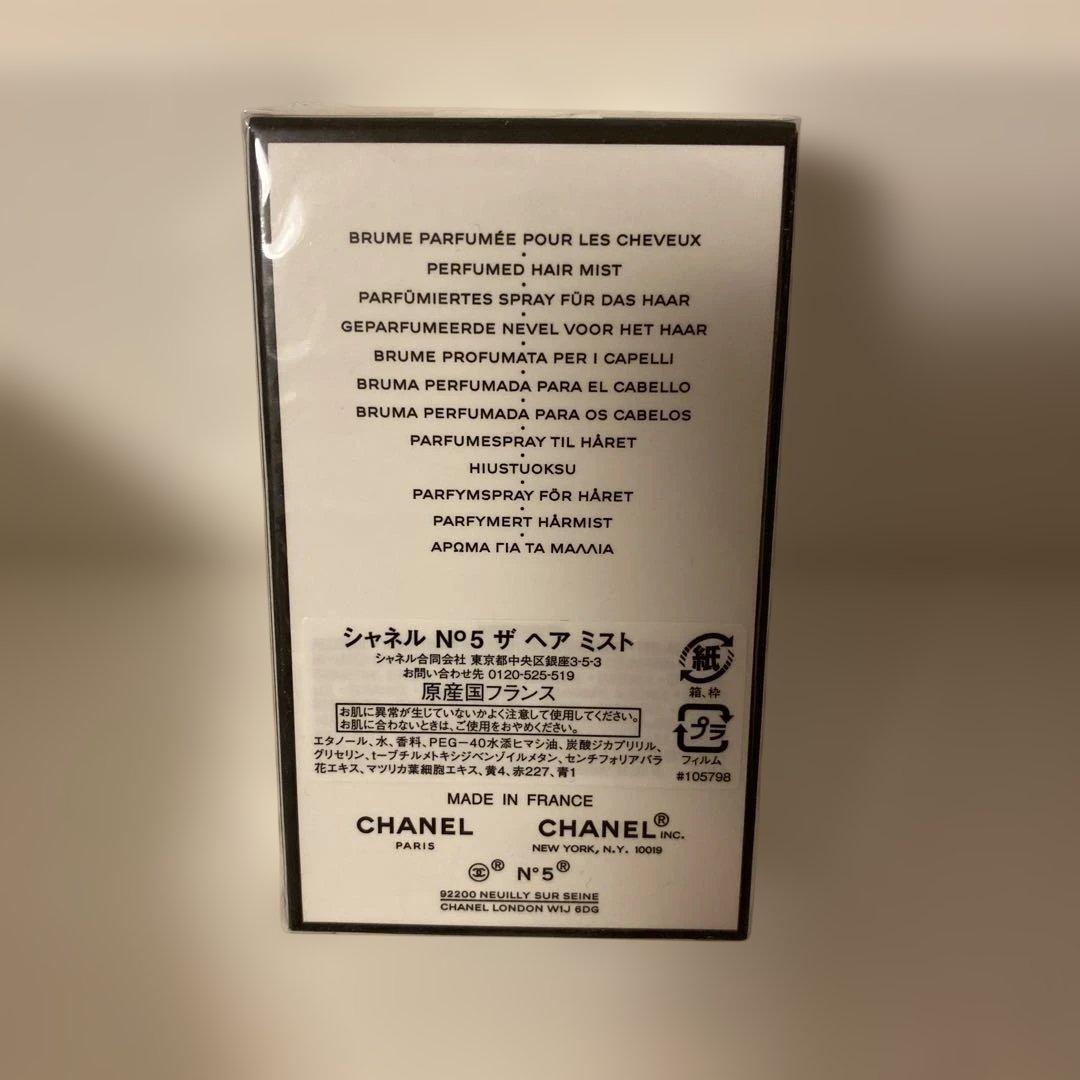 BRUME PARFUMÉE POUR LES CHEVEUX
•
PERFUMED HAIR MIST
•
PARFÜMIERTES SPRAY FÜR DAS HAAR
•
GEPARFUMEERDE NEVEL VOOR HET HAAR
•
BRUME PROFUMATA PER I CAPELLI
•
BRUMA PERFUMADA PARA EL CABELLO
•
BRUMA PERFUMADA PARA OS CABELOS
•
PARFUMESPRAY TIL HÅRET
•
HIUSTUOKSU
•
PARFYMSPRAY FÖR HÅRET
•
PARFYMERT HÅRMIST
•
ΑΡΩΜΑ ΓΙΑ ΤΑ ΜΑΛΛΙΑ
シャネル Nº5 ザ ヘア ミスト
シャネル合同会社 東京都中央区銀座3-5-3
お問い合わせ先 0120-525-519
原産国フランス
お肌に異常が生じていないかよく注意して使用してください。
お肌に合わないときは、ご使用をおやめください。
エタノール、水、香料、PEG-40水添ヒマシ油、炭酸ジカプリリル、
グリセリン、t-ブチルメトキシジベンゾイルメタン、センチフォリアバラ
花エキス、マツリカ葉細胞エキス、黄4、赤227、青1
紙
箱、枠
プラ
フィルム
#105798
MADE IN FRANCE
CHANEL
PARIS
CHANEL® INC.
NEW YORK, N.Y. 10019
® N°5®
92200 NEUILLY SUR SEINE
CHANEL LONDON W1J 6DG